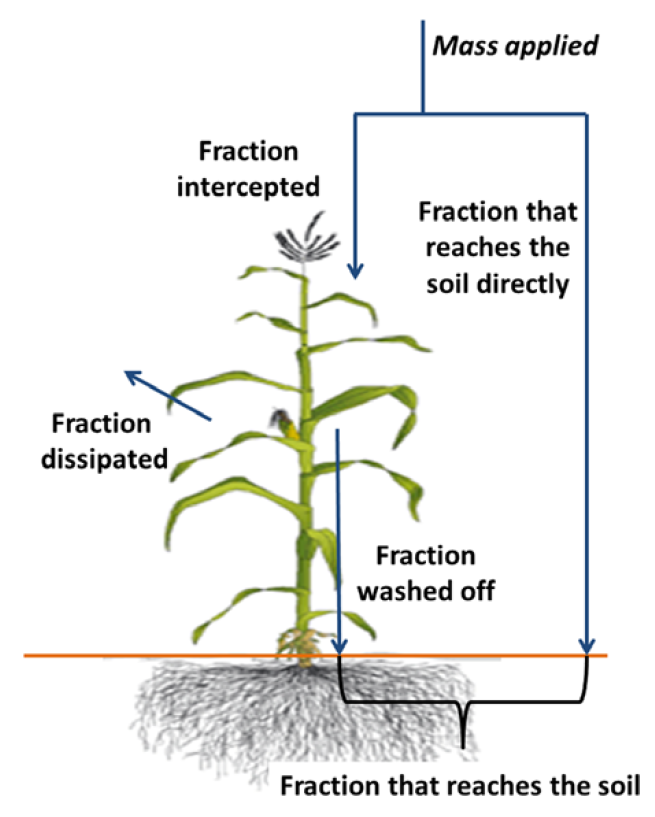 Mass applied
Fraction
intercepted
Fraction that
reaches the
soil directly
Fraction
dissipated
Fraction
washed off
Fraction that reaches the soil